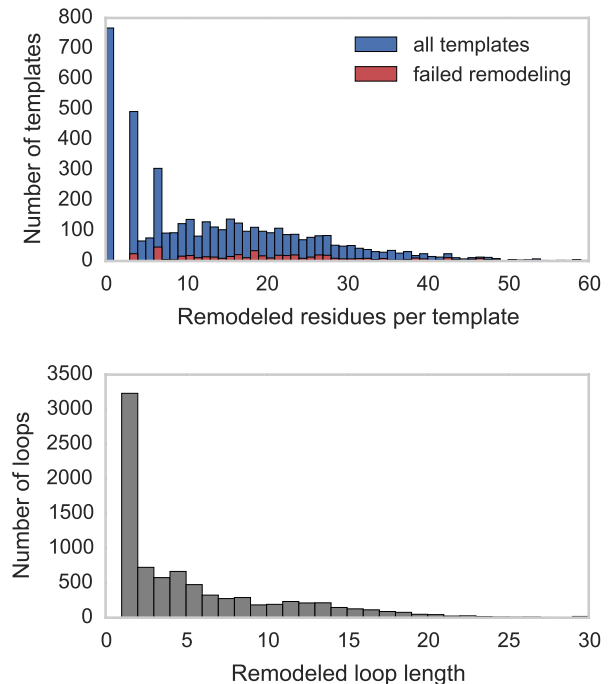 800
700
600
500
400
300
200
100
0
Number of templates
all templates
failed remodeling
0 10 20 30 40 50 60
Remodeled residues per template
3500
3000
2500
2000
1500
1000
500
0
Number of loops
0 5 10 15 20 25 30
Remodeled loop length